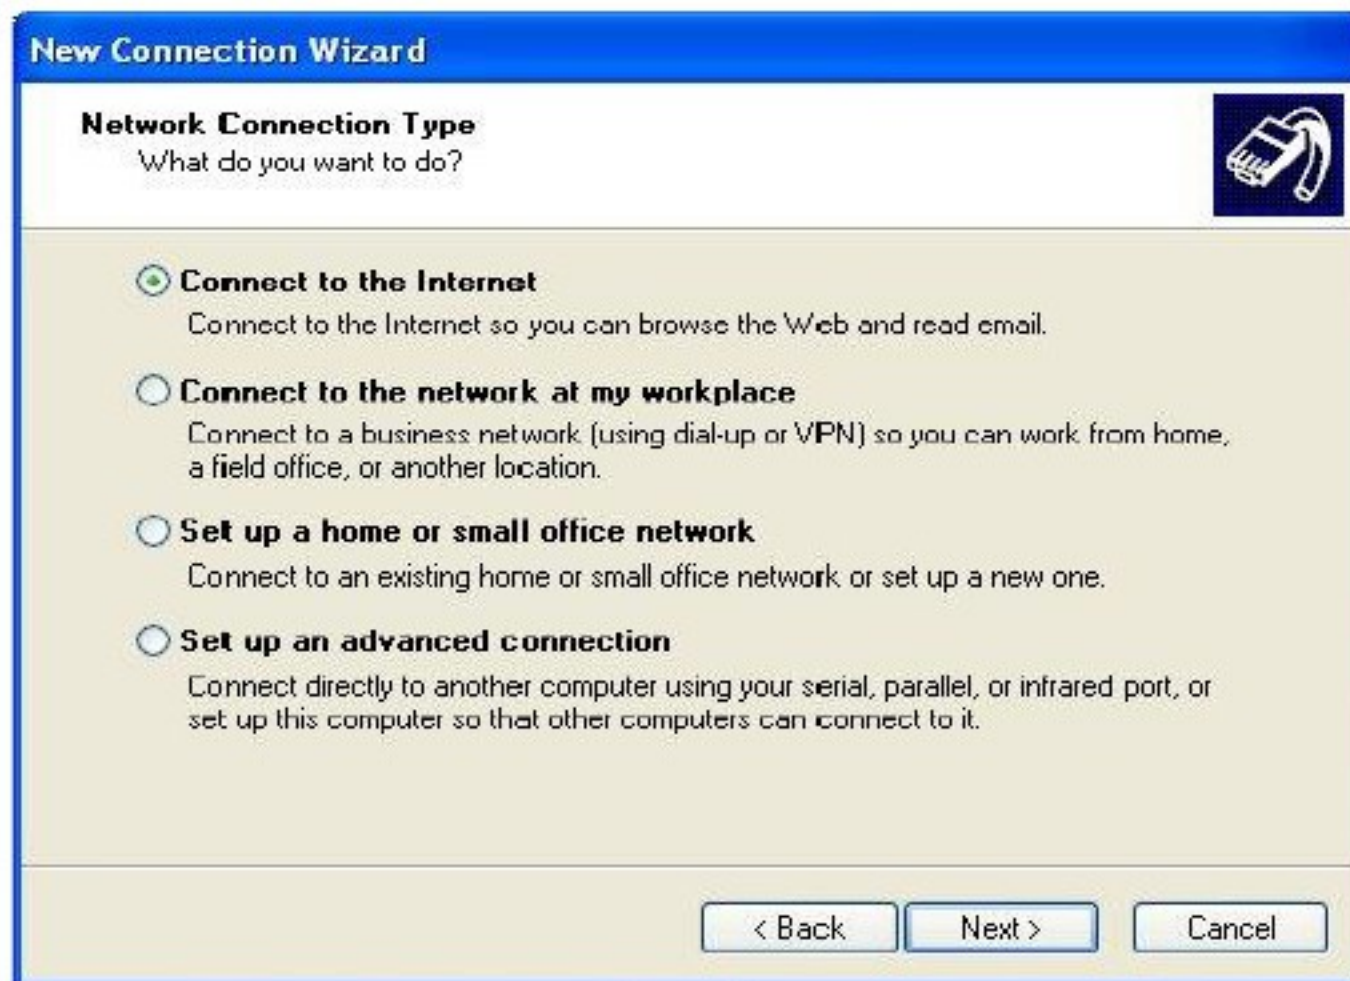 New Connection Wizard
Network Connection Type
What do you want to do?
Connect to the Internet
Connect to the Internet so you can browse the Web and read email.
Connect to the network at my workplace
Connect to a business network (using dial-up or VPN) so you can work from home,
a field office, or another location.
Set up a home or small office network
Connect to an existing home or small office network or set up a new one.
Set up an advanced connection
Connect directly to another computer using your serial, parallel, or infrared port, or
set up this computer so that other computers can connect to it.
< Back
Next >
Cancel